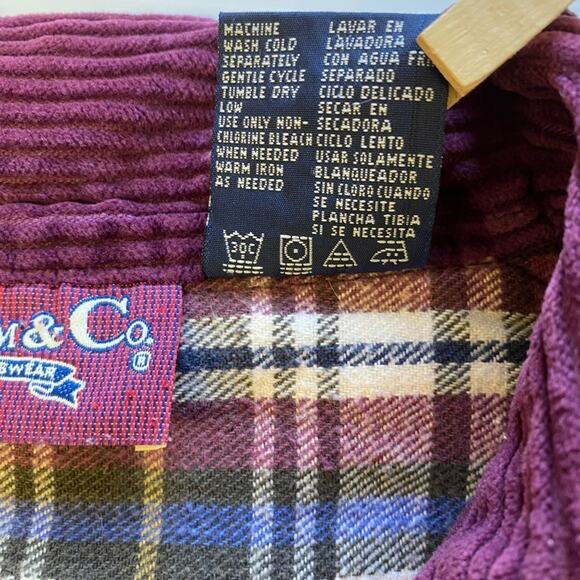 MACHINE
WASH COLD
SEPARATELY
GENTLE CYCLE
TUMBLE DRY
LOW
USE ONLY NON-
CHLORINE BLEACH
WHEN NEEDED
WARM IRON
AS NEEDED
LAVAR EN
LAVADORA
CON AGUA
SEPARADO
CICLO DELICADO
SECAR EN
SECADORA
CICLO LENTO
USAR SOLAMENTE
BLANQUEADOR
SIN CLORO CUANDO
SE NECESITE
PLANCHA TIBIA
SI SE NECESITA
30C
M&Co.
SWEAR
®